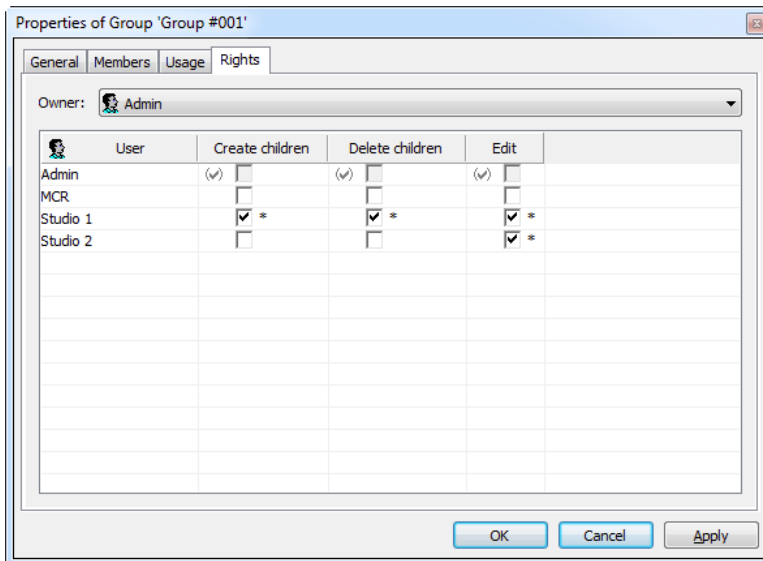 Properties of Group 'Group #001'
General Members Usage Rights
Owner: Admin
User Create children Delete children Edit
Admin (✓) (✓) (✓)
MCR
Studio 1 * * *
Studio 2 *
OK Cancel Apply